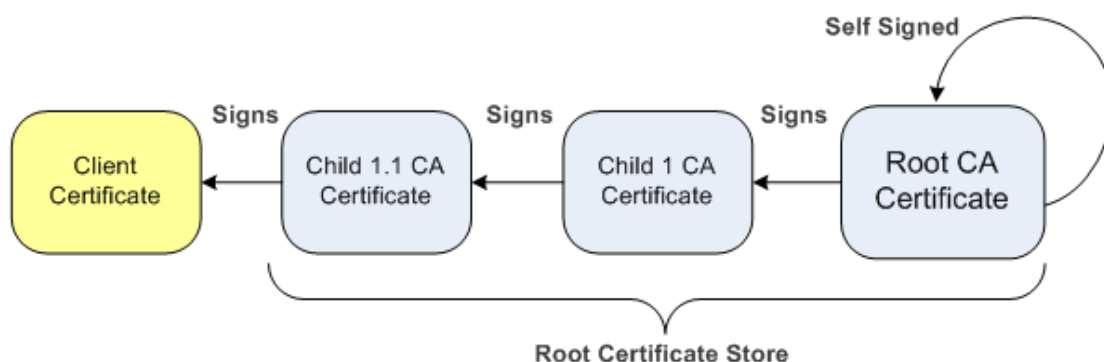 Self Signed
Signs
Signs
Signs
Client
Certificate
Child 1.1 CA
Certificate
Child 1 CA
Certificate
Root CA
Certificate
Root Certificate Store